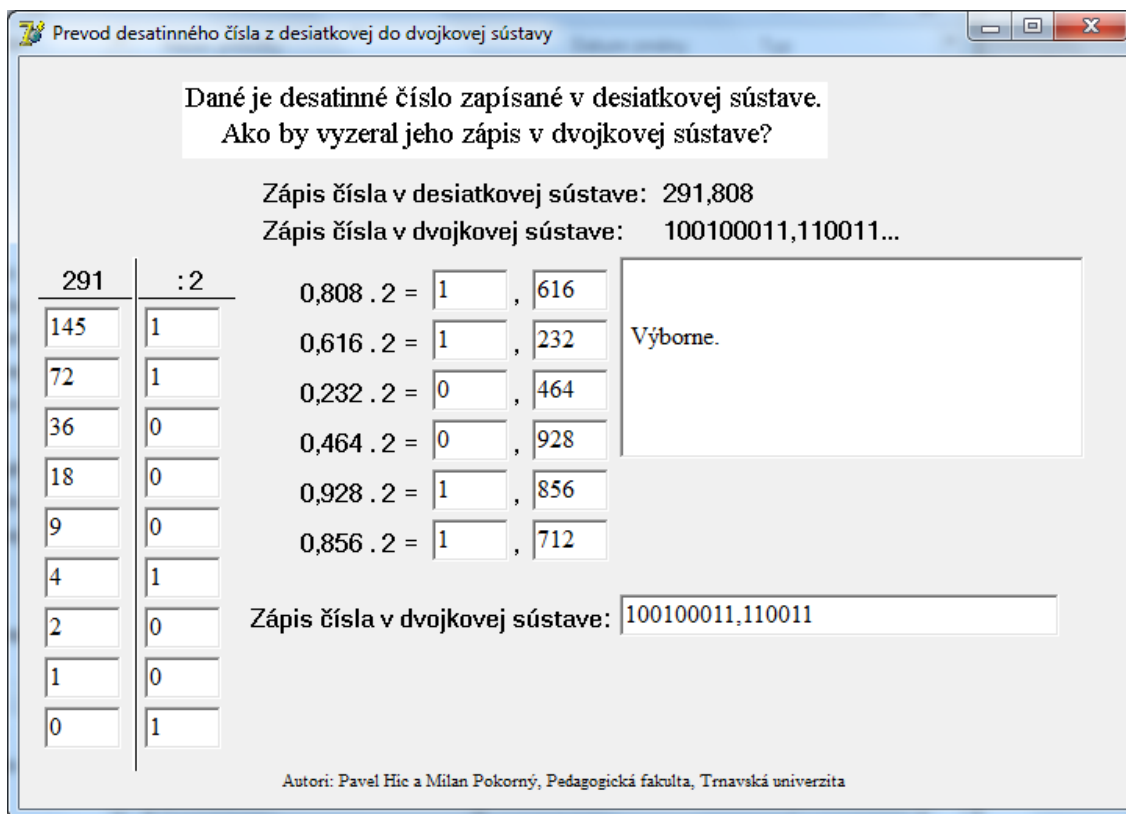 Prevod desatinného čísla z desiatkovej do dvojkovej sústavy
Dané je desatinné číslo zapísané v desiatkovej sústave.
Ako by vyzeral jeho zápis v dvojkovej sústave?
Zápis čísla v desiatkovej sústave: 291,808
Zápis čísla v dvojkovej sústave: 100100011,110011...
291 : 2
145 1
72 1
36 0
18 0
9 0
4 1
2 0
1 0
0 1
0,808 . 2 = 1 , 616
0,616 . 2 = 1 , 232
0,232 . 2 = 0 , 464
0,464 . 2 = 0 , 928
0,928 . 2 = 1 , 856
0,856 . 2 = 1 , 712
Výborne.
Zápis čísla v dvojkovej sústave: 100100011,110011
Autori: Pavel Híc a Milan Pokorný, Pedagogická fakulta, Trnavská univerzita